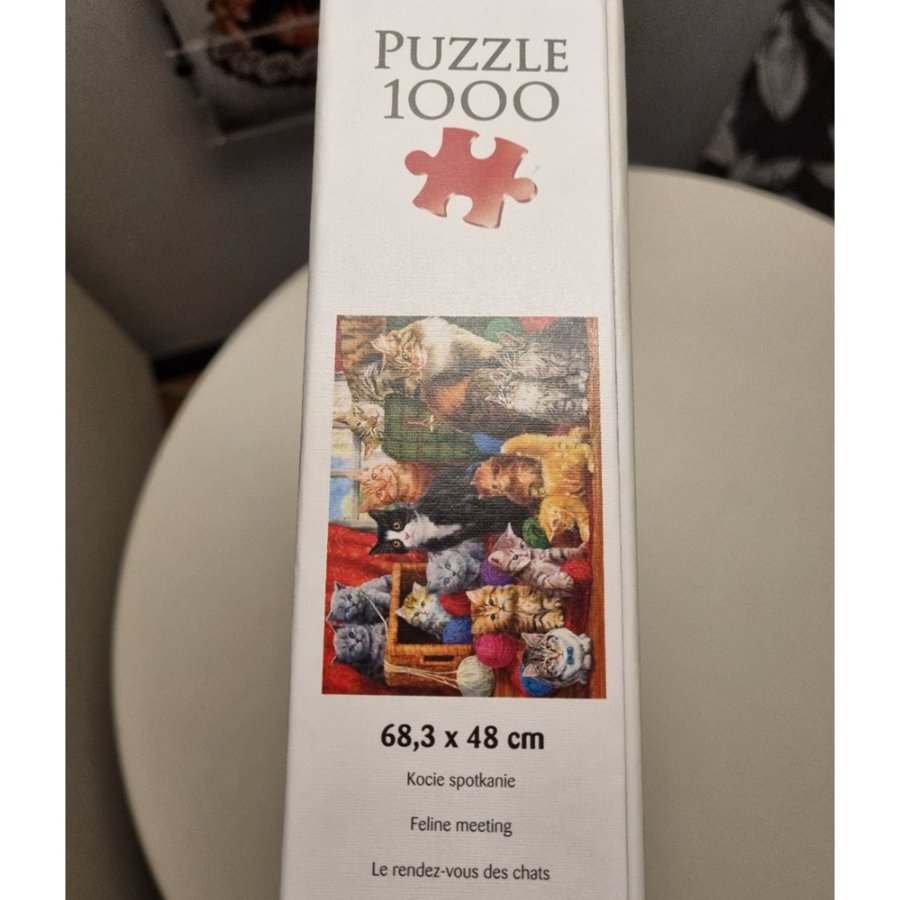 PUZZLE
1000
68,3 x 48 cm
Kocie spotkanie
Feline meeting
Le rendez-vous des chats